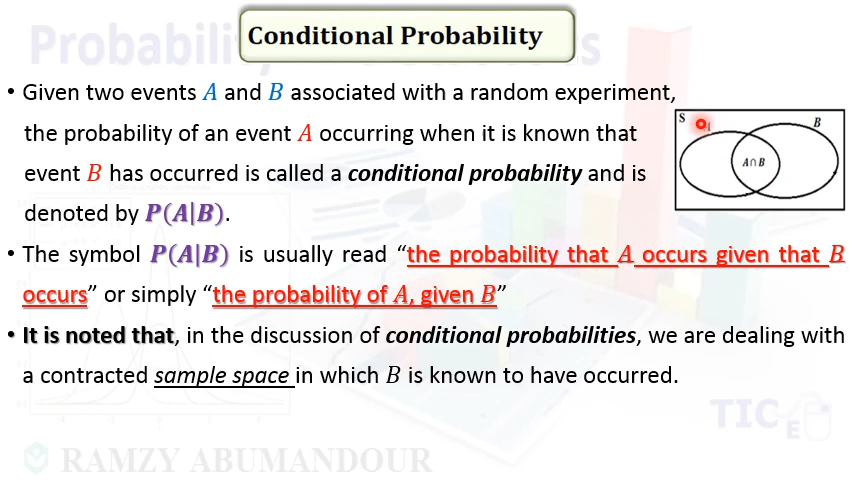 Conditional Probability
• Given two events A and B associated with a random experiment,
the probability of an event A occurring when it is known that
event B has occurred is called a conditional probability and is
denoted by P(A|B).
S
B
A∩B
• The symbol P(A|B) is usually read “the probability that A occurs given that B
occurs” or simply “the probability of A, given B”
• It is noted that, in the discussion of conditional probabilities, we are dealing with
a contracted sample space in which B is known to have occurred.
TICE
RAMZY ABUMANDOUR